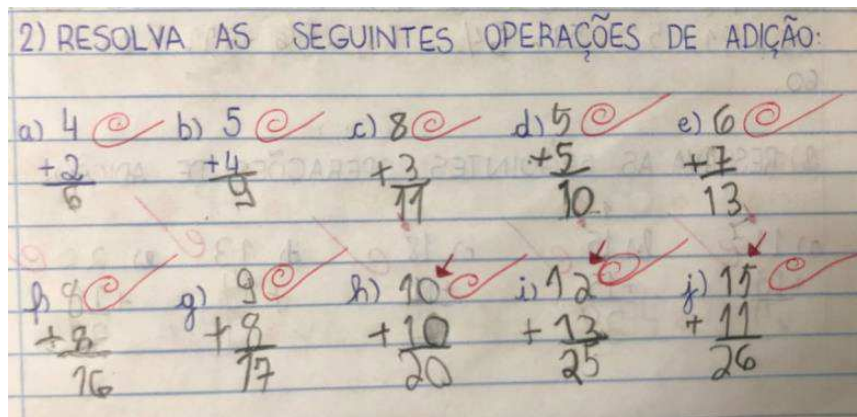 2) RESOLVA AS SEGUINTES OPERAÇÕES DE ADIÇÃO:
a) 4 b) 5 c) 8 d) 5 e) 6
+2 +4 +3 +5 +7
6 9 11 10 13
f) 8 g) 9 h) 10 i) 12 j) 15
+8 +8 +10 +13 +11
16 17 20 25 26